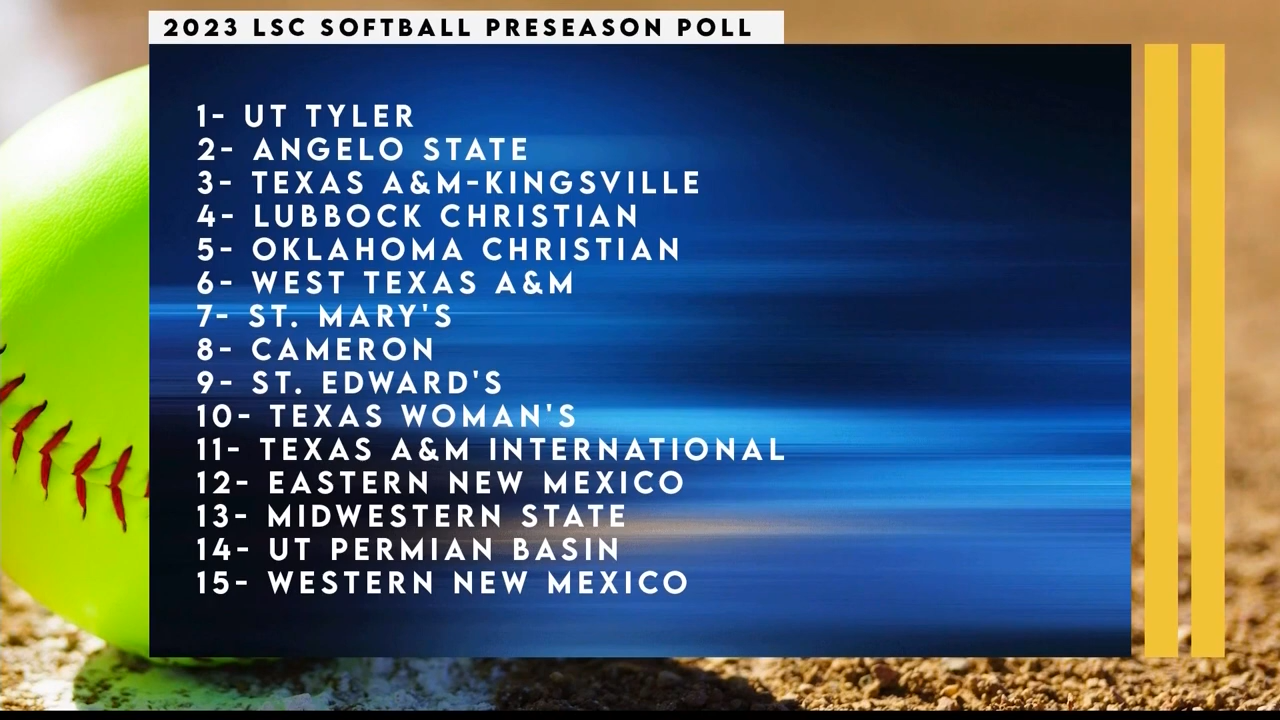 2023 LSC SOFTBALL PRESEASON POLL
1- UT TYLER
2- ANGELO STATE
3- TEXAS A&M-KINGSVILLE
4- LUBBOCK CHRISTIAN
5- OKLAHOMA CHRISTIAN
6- WEST TEXAS A&M
7- ST. MARY'S
8- CAMERON
9- ST. EDWARD'S
10- TEXAS WOMAN'S
11- TEXAS A&M INTERNATIONAL
12- EASTERN NEW MEXICO
13- MIDWESTERN STATE
14- UT PERMIAN BASIN
15- WESTERN NEW MEXICO